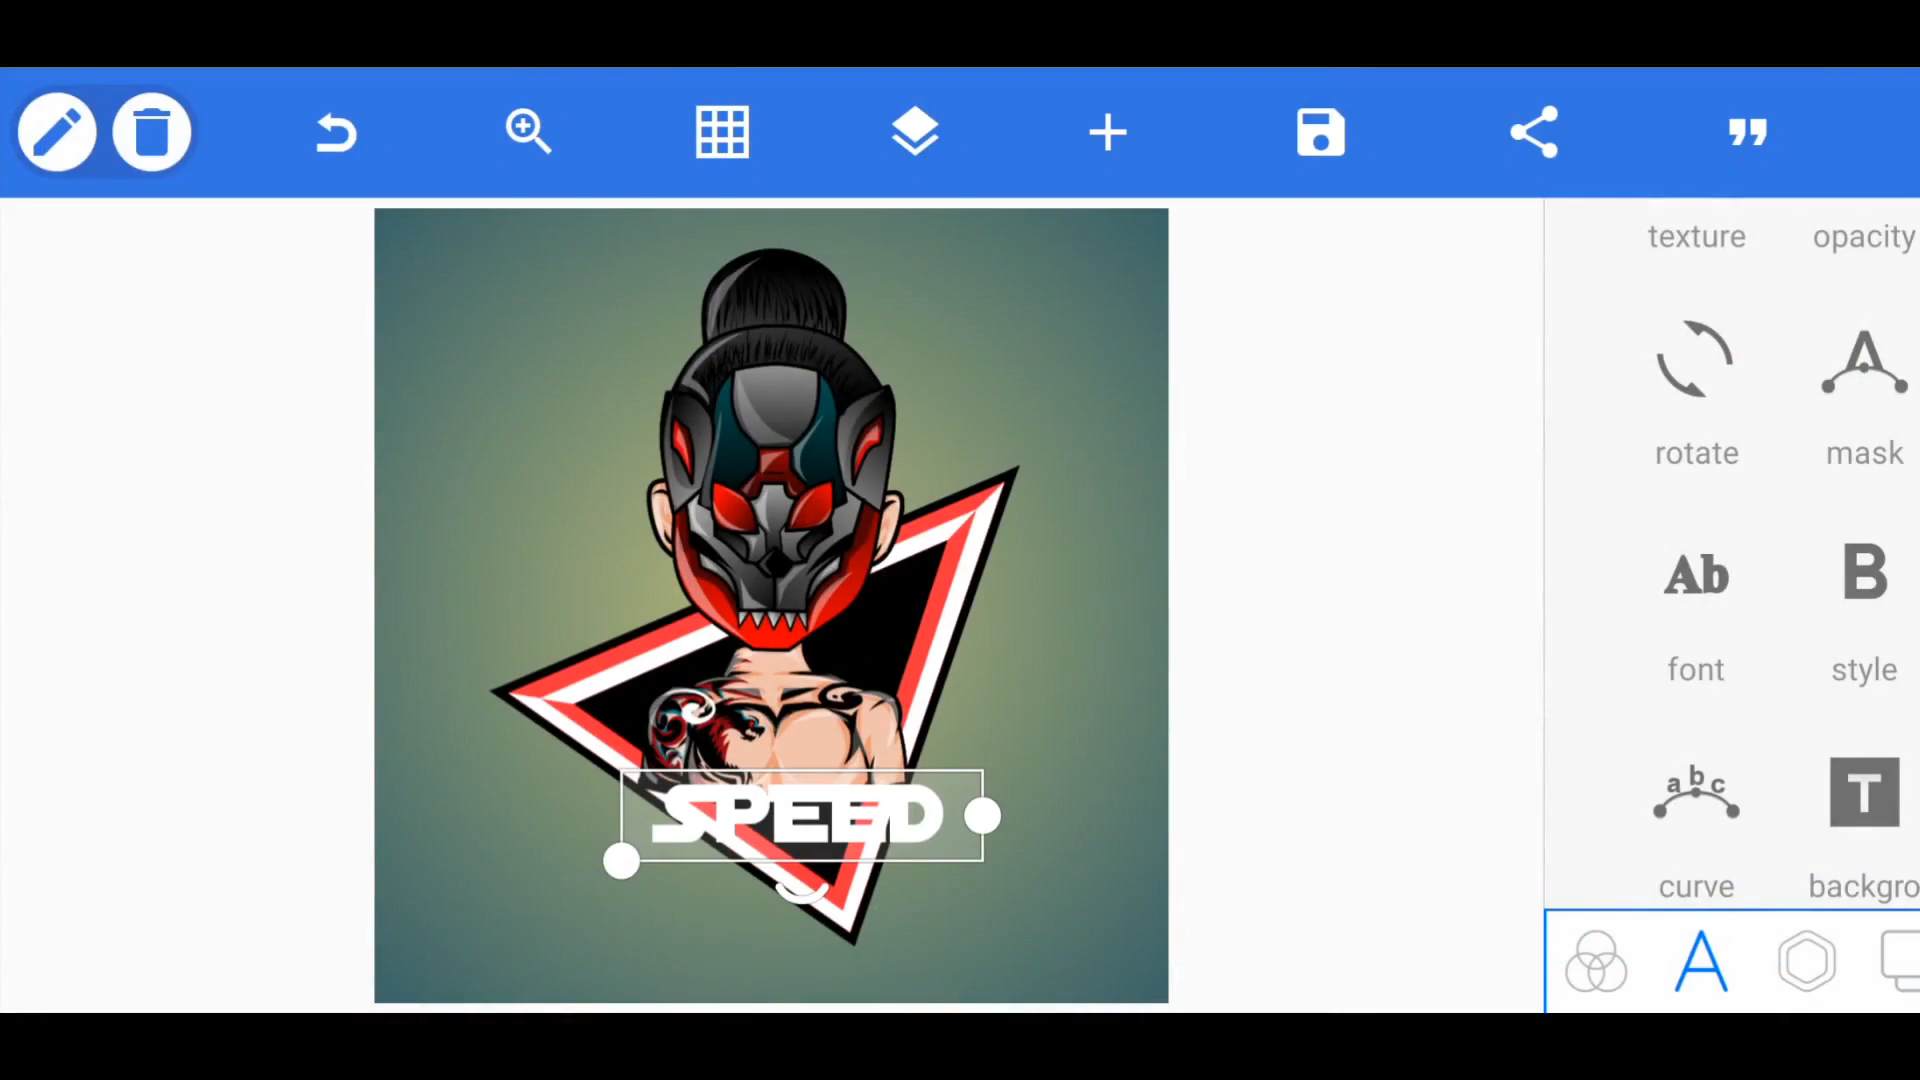 texture opacity
rotate mask
Ab B
font style
abc T
curve backgro
A
SPEED